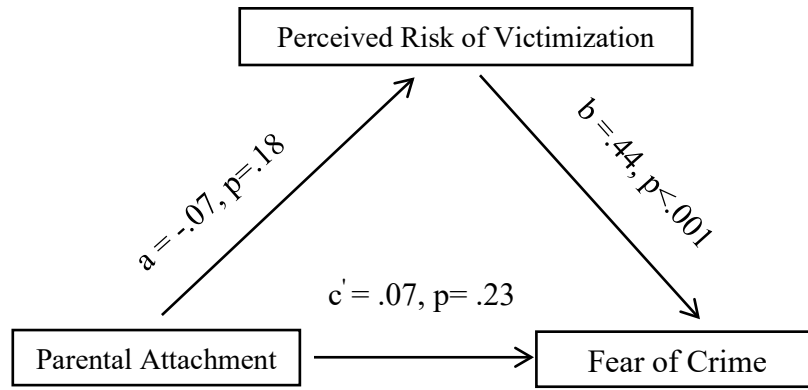 Perceived Risk of Victimization
a = -.07, p=.18
b =.44, p<.001
c' = .07, p= .23
Parental Attachment
Fear of Crime